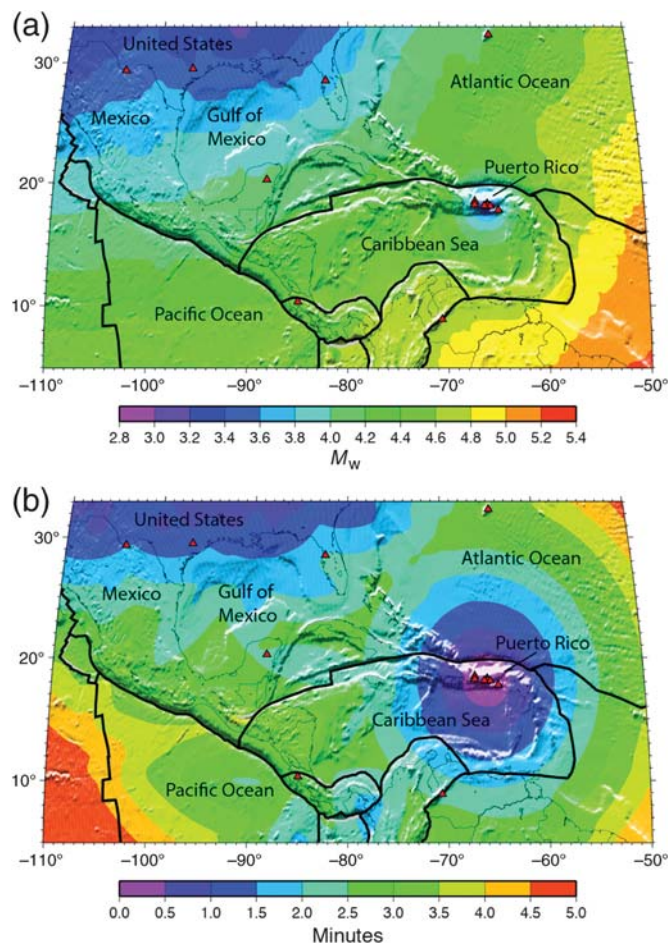 (a)
United States
30°
Atlantic Ocean
Mexico
Gulf of
Mexico
Puerto Rico
20°
Caribbean Sea
10°
Pacific Ocean
−110° −100° −90° −80° −70° −60° −50°
2.8 3.0 3.2 3.4 3.6 3.8 4.0 4.2 4.4 4.6 4.8 5.0 5.2 5.4
Mw
(b)
United States
30°
Atlantic Ocean
Mexico
Gulf of
Mexico
Puerto Rico
20°
Caribbean Sea
10°
Pacific Ocean
−110° −100° −90° −80° −70° −60° −50°
0.0 0.5 1.0 1.5 2.0 2.5 3.0 3.5 4.0 4.5 5.0
Minutes